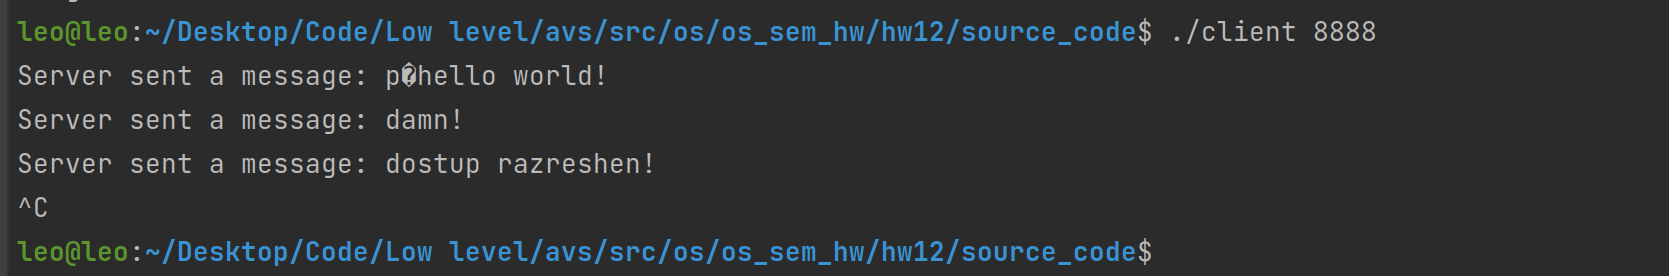 leo@leo:~/Desktop/Code/Low level/avs/src/os/os_sem_hw/hw12/source_code$ ./client 8888
Server sent a message: p�hello world!
Server sent a message: damn!
Server sent a message: dostup razreshen!
^C
leo@leo:~/Desktop/Code/Low level/avs/src/os/os_sem_hw/hw12/source_code$